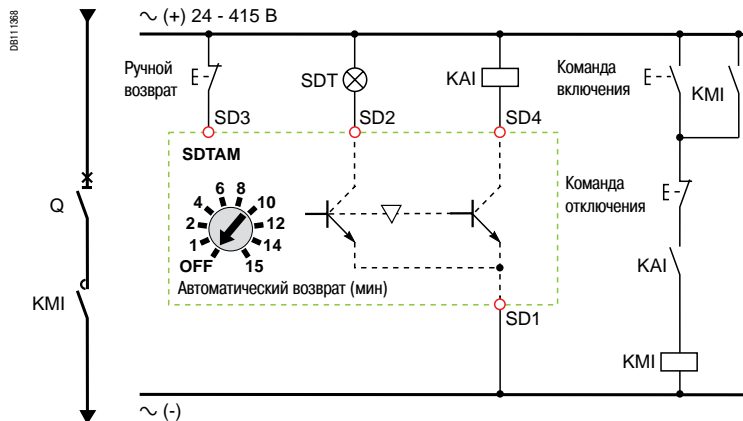 DB111368
~ (+) 24 - 415 В
Ручной
возврат
SDT
KAI
Команда
включения
KMI
SD3
SD2
SD4
SDTAM
Q
6
8
4
10
2
12
1
14
OFF
15
Команда
отключения
Автоматический возврат (мин)
KAI
KMI
SD1
KMI
~ (-)